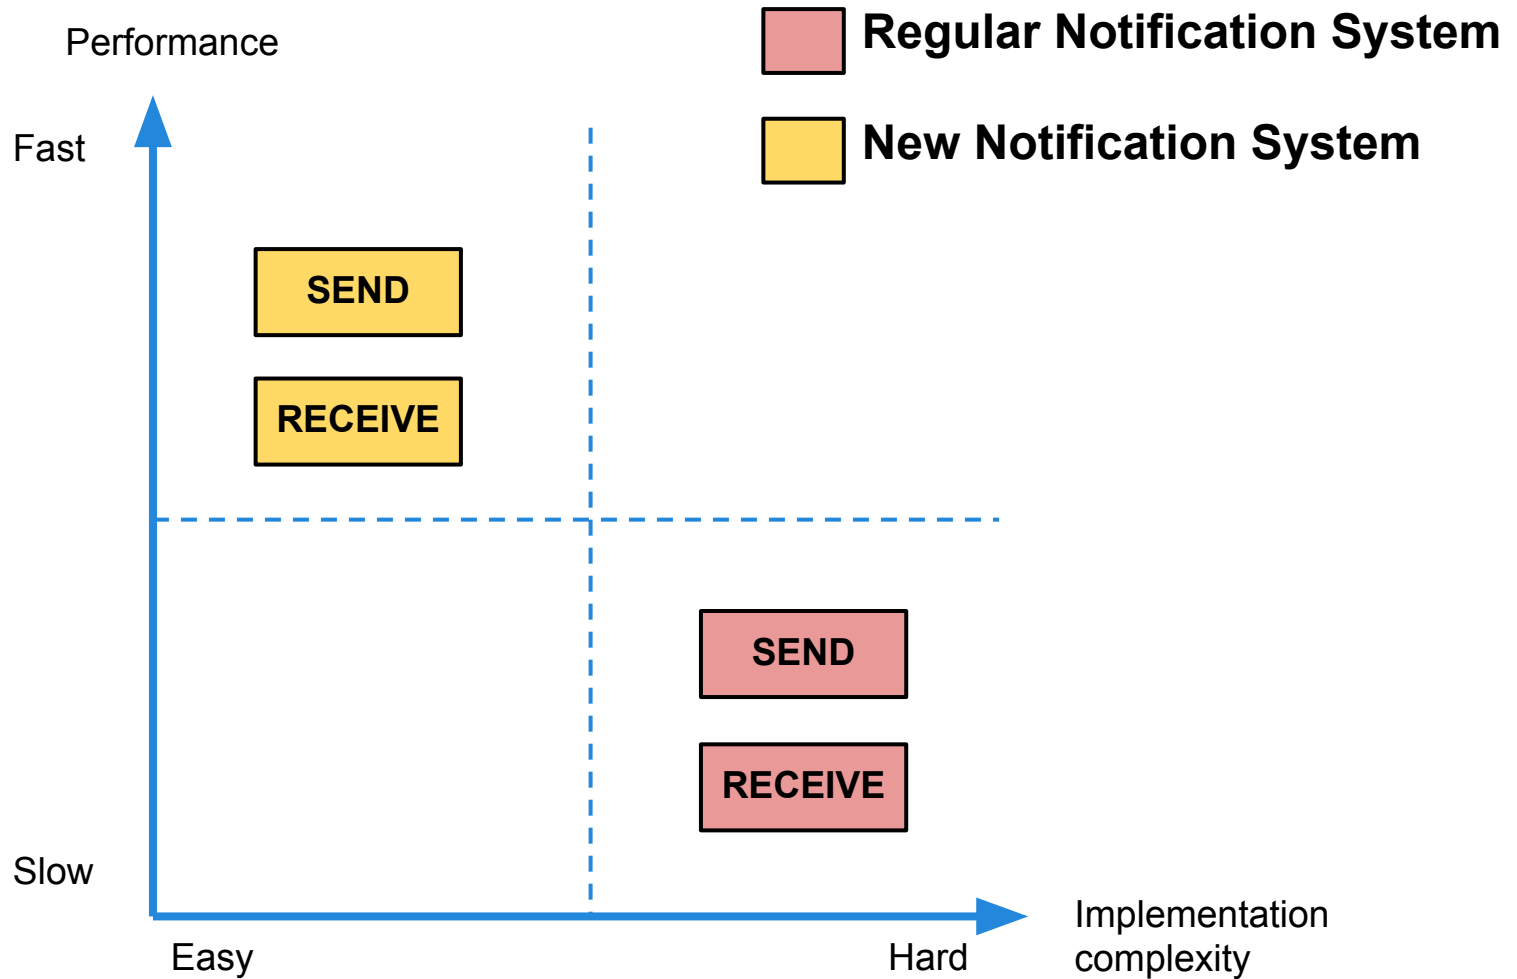 Performance
Regular Notification System
New Notification System
Fast
SEND
RECEIVE
SEND
RECEIVE
Slow
Easy
Hard
Implementation
complexity